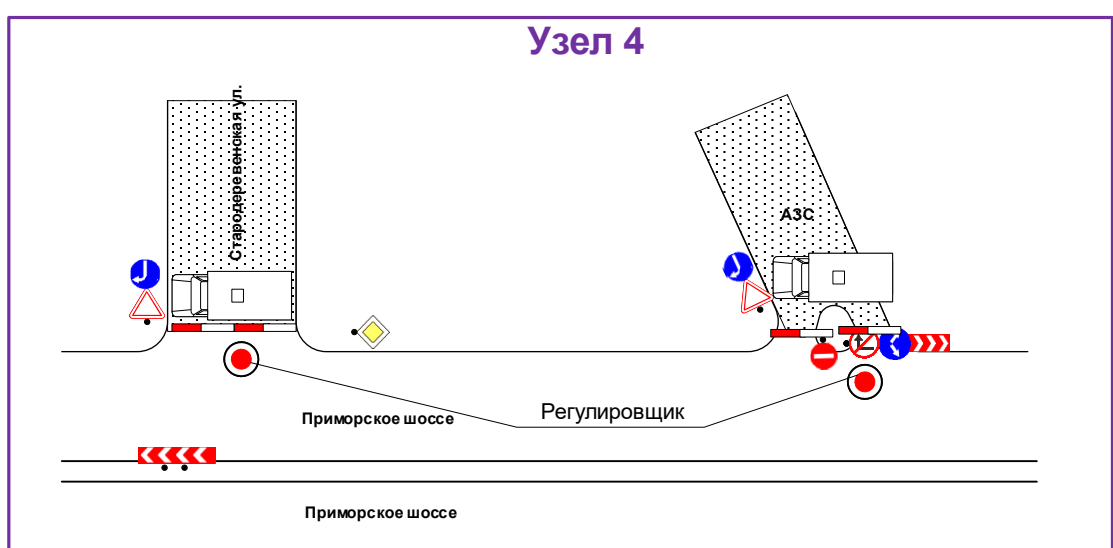 Узел 4
Стародеревенская ул.
АЗС
Приморское шоссе
Регулировщик
Приморское шоссе